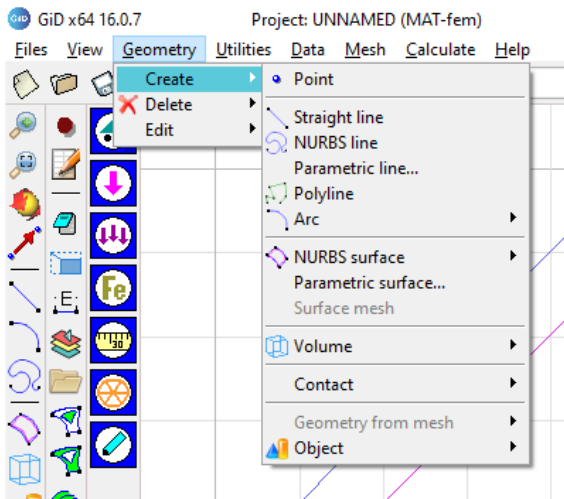 GiD x64 16.0.7 Project: UNNAMED (MAT-fem)
Files View Geometry Utilities Data Mesh Calculate Help
Create
Delete
Edit
Point
Straight line
NURBS line
Parametric line...
Polyline
Arc
NURBS surface
Parametric surface...
Surface mesh
Volume
Contact
Geometry from mesh
Object
E
Fe
30